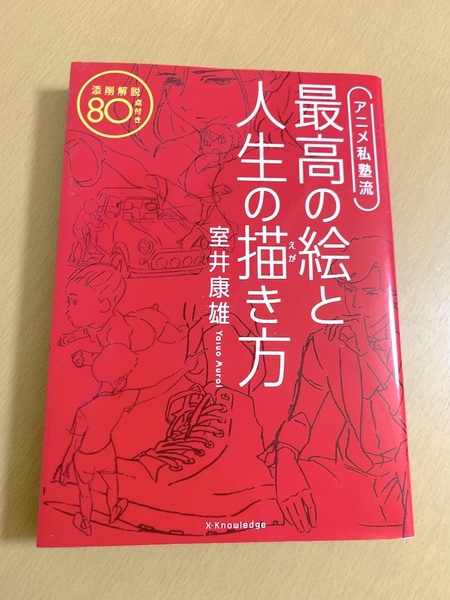 アニメ私塾流
最高の絵と
人生の描き方
えが
室井康雄
Yasuo Muroi
添削解説
80点付き
X-Knowledge